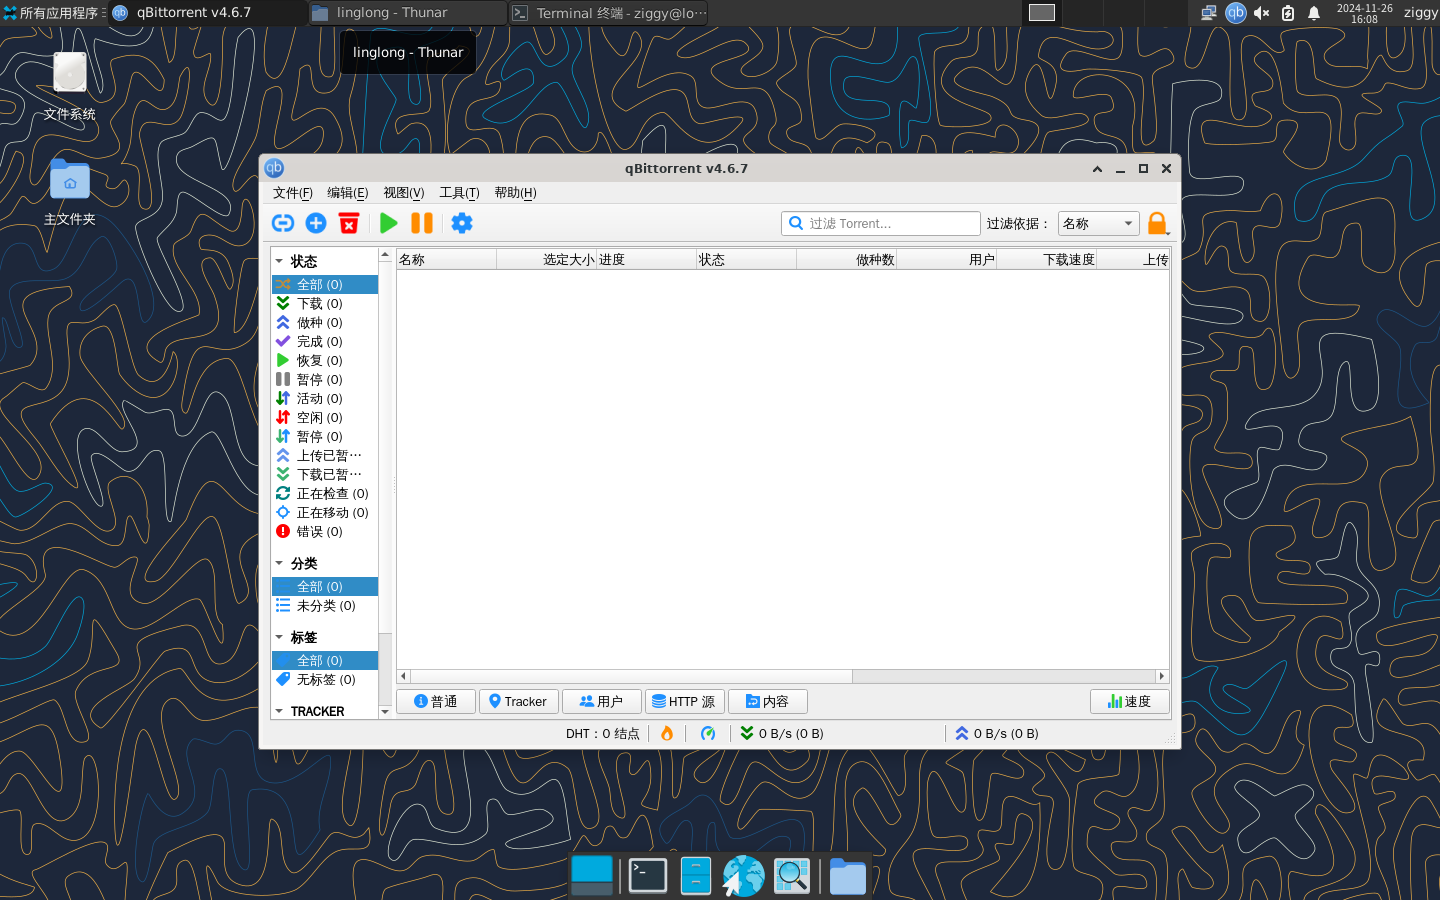 所有应用程序
qBittorrent v4.6.7
linglong - Thunar
Terminal 终端 - ziggy@lo···
2024-11-26
16:08
ziggy
linglong - Thunar
文件系统
主文件夹
qBittorrent v4.6.7
文件(F) 编辑(E) 视图(V) 工具(T) 帮助(H)
过滤 Torrent...
过滤依据：
名称
名称 选定大小 进度 状态 做种数 用户 下载速度 上传
状态
全部 (0)
下载 (0)
做种 (0)
完成 (0)
恢复 (0)
暂停 (0)
活动 (0)
空闲 (0)
暂停 (0)
上传已暂···
下载已暂···
正在检查 (0)
正在移动 (0)
错误 (0)
分类
全部 (0)
未分类 (0)
标签
全部 (0)
无标签 (0)
TRACKER
普通 Tracker 用户 HTTP 源 内容 速度
DHT：0 结点 0 B/s (0 B) 0 B/s (0 B)